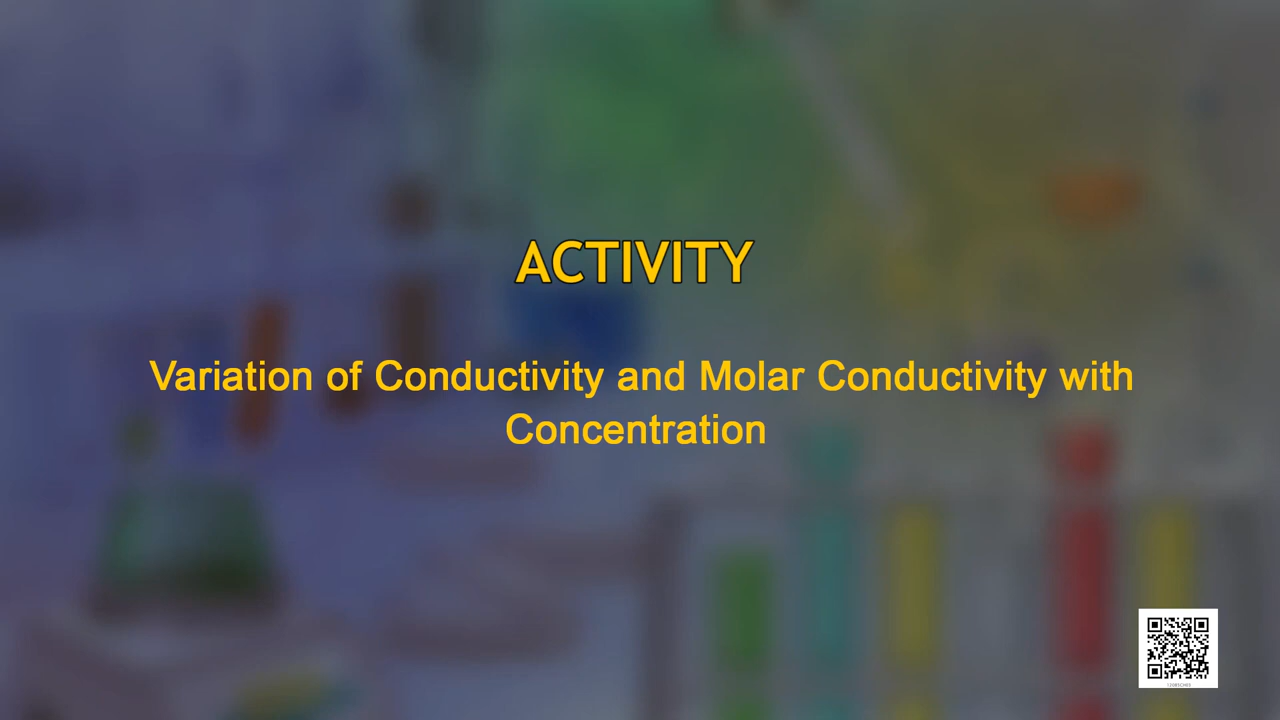 ACTIVITY
Variation of Conductivity and Molar Conductivity with
Concentration